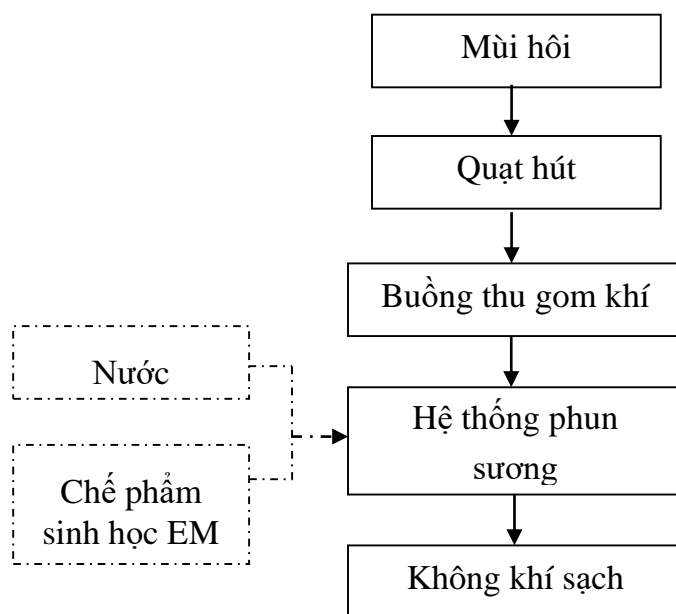 Mùi hôi
Quạt hút
Buồng thu gom khí
Nước
Hệ thống phun
sương
Chế phẩm
sinh học EM
Không khí sạch